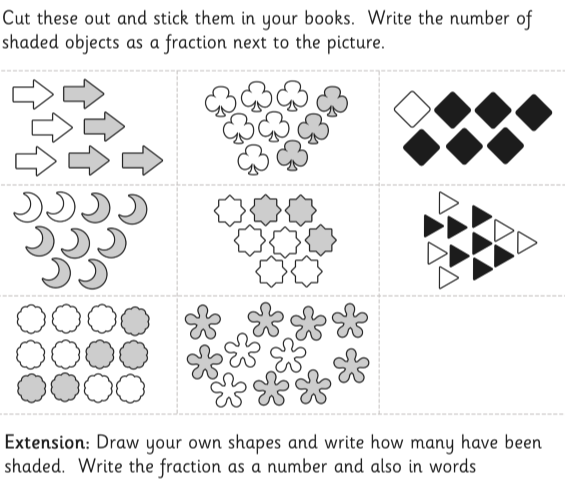 Cut these out and stick them in your books.  Write the number of
shaded objects as a fraction next to the picture.
Extension: Draw your own shapes and write how many have been
shaded.  Write the fraction as a number and also in words